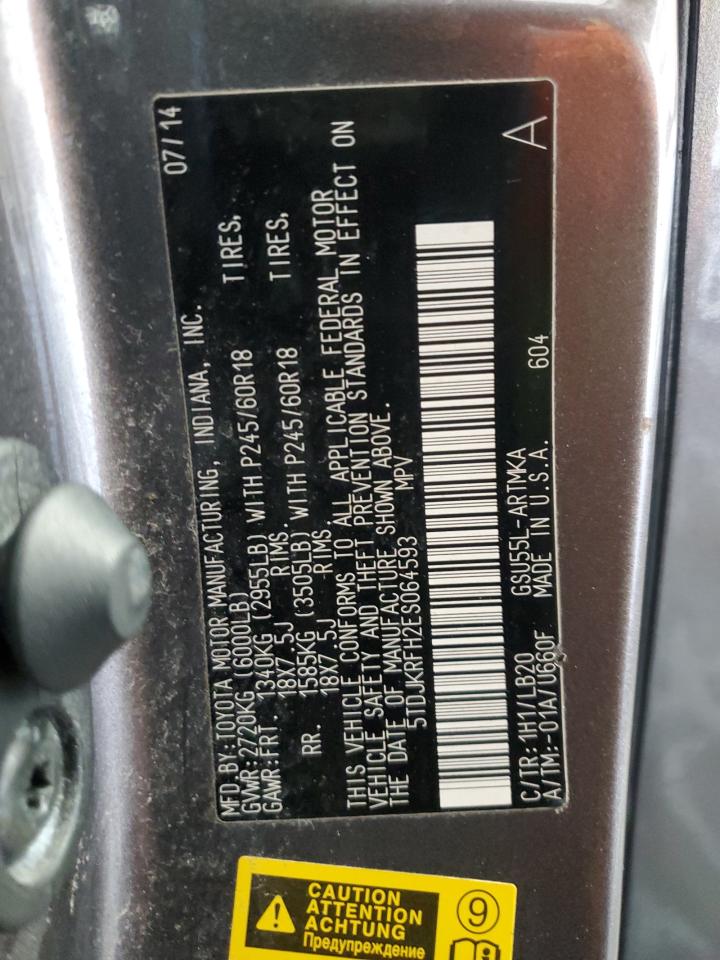 07/14
MFD.BY:TOYOTA MOTOR MANUFACTURING, INDIANA, INC.
GVWR:2720KG (6000LB)
GAWR:FRT. 1340KG (2955LB) WITH P245/60R18 TIRES,
18X7.5J RIMS.
RR. 1585KG (3505LB) WITH P245/60R18 TIRES,
18X7.5J RIMS.
THIS VEHICLE CONFORMS TO ALL APPLICABLE FEDERAL MOTOR
VEHICLE SAFETY AND THEFT PREVENTION STANDARDS IN EFFECT ON
THE DATE OF MANUFACTURE SHOWN ABOVE.
5TDJKRFH2ES064593 MPV
C/TR:1H1/LB20 GSU55L-ARTMKA
A/TM:-01A/U660F MADE IN U.S.A. 604
A
CAUTION
ATTENTION
ACHTUNG
Предупреждение
9